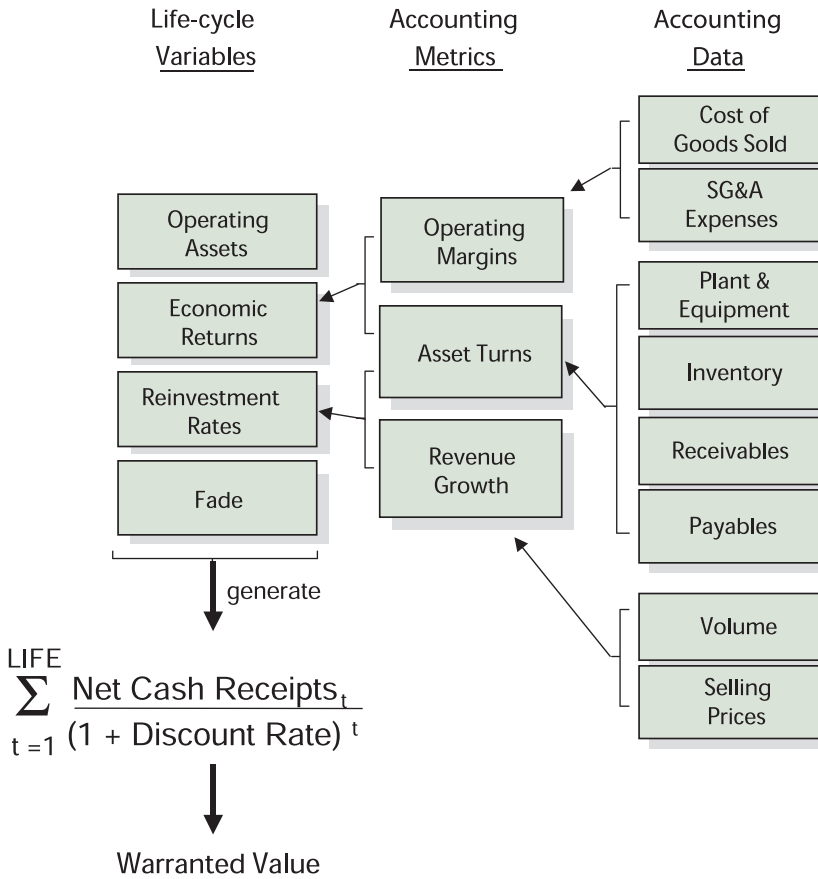 Life-cycle
Variables
Accounting
Metrics
Accounting
Data
Operating
Assets
Economic
Returns
Reinvestment
Rates
Fade
Operating
Margins
Asset Turns
Revenue
Growth
Cost of
Goods Sold
SG&A
Expenses
Plant &
Equipment
Inventory
Receivables
Payables
Volume
Selling
Prices
generate
LIFE
Σ
t =1
Net Cash Receipts t
(1 + Discount Rate) t
Warranted Value